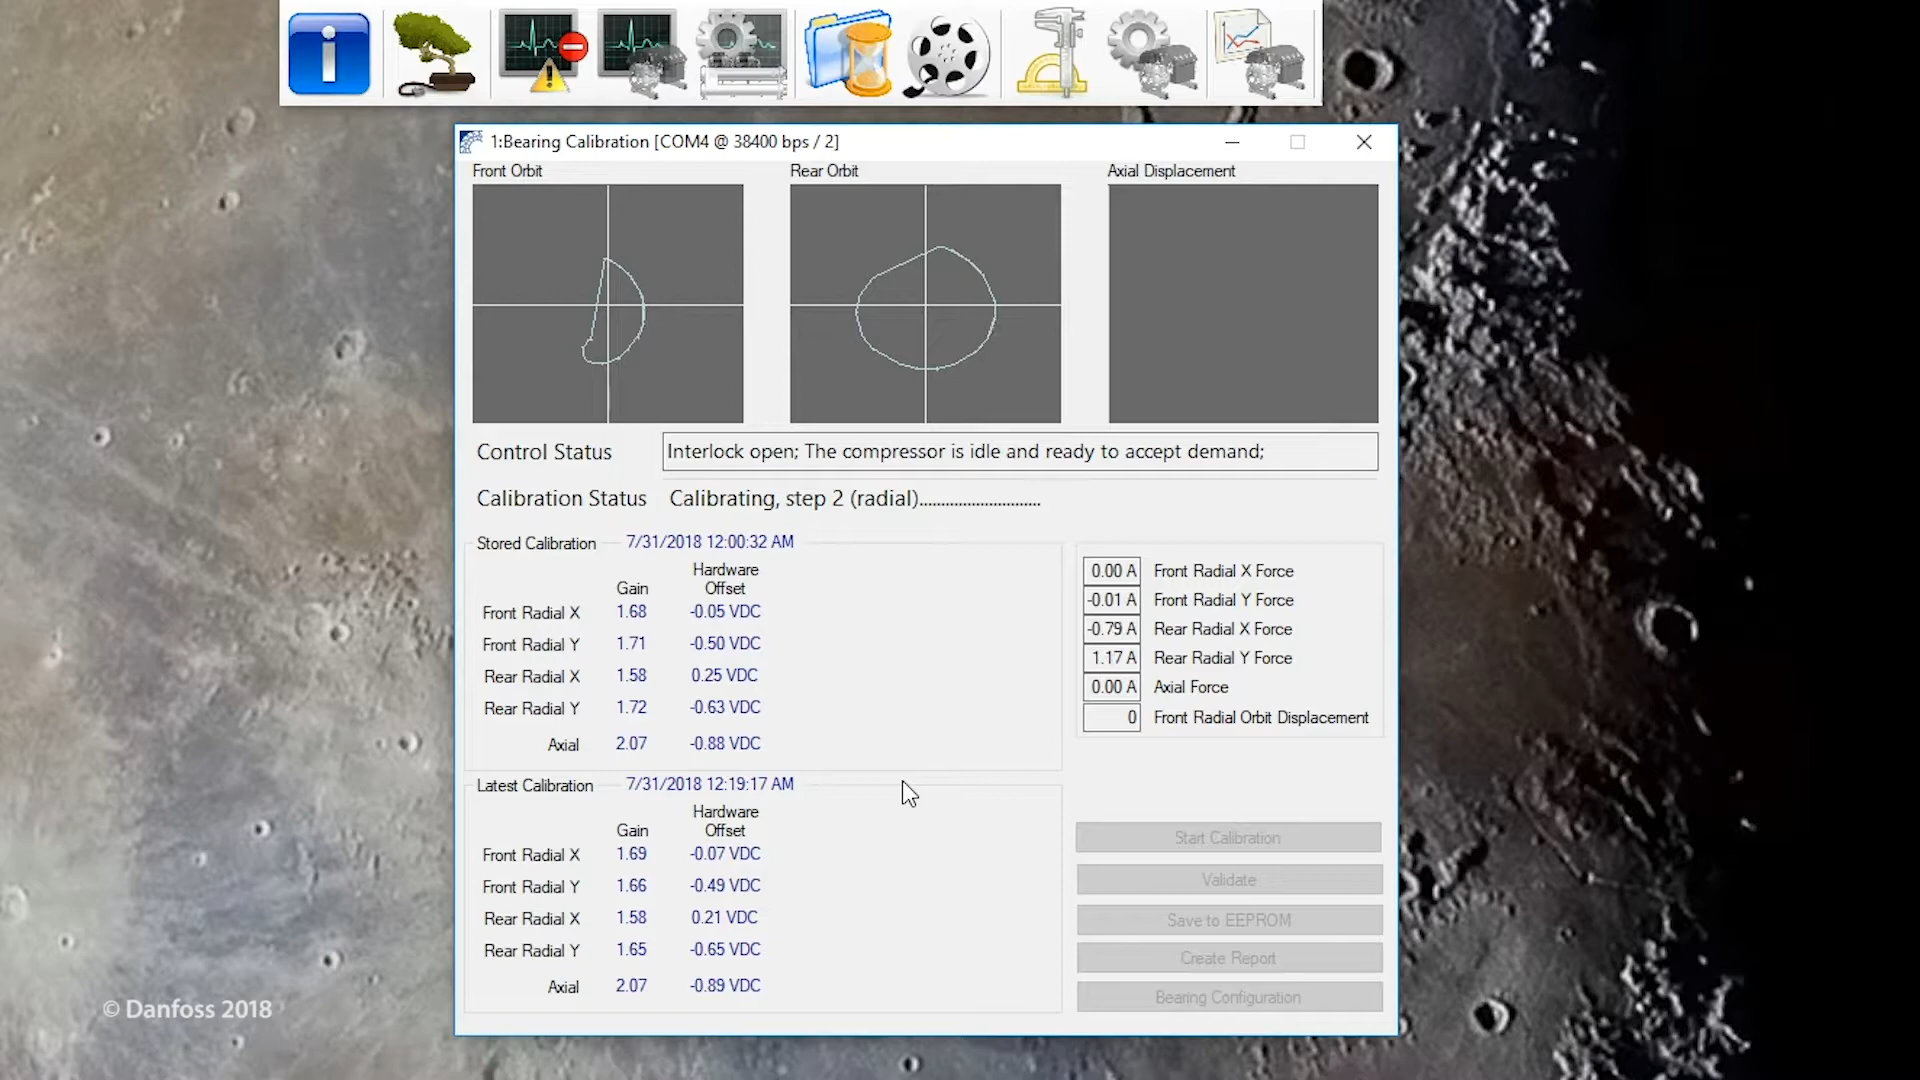 i
1:Bearing Calibration [COM4 @ 38400 bps / 2]
Front Orbit
Rear Orbit
Axial Displacement
Control Status
Interlock open; The compressor is idle and ready to accept demand;
Calibration Status
Calibrating, step 2 (radial)..............................
Stored Calibration
7/31/2018 12:00:32 AM
Gain
Hardware
Offset
Front Radial X 1.68 -0.05 VDC
Front Radial Y 1.71 -0.50 VDC
Rear Radial X 1.58 0.25 VDC
Rear Radial Y 1.72 -0.63 VDC
Axial 2.07 -0.88 VDC
0.00 A Front Radial X Force
-0.01 A Front Radial Y Force
-0.79 A Rear Radial X Force
1.17 A Rear Radial Y Force
0.00 A Axial Force
0 Front Radial Orbit Displacement
Latest Calibration
7/31/2018 12:19:17 AM
Gain
Hardware
Offset
Front Radial X 1.69 -0.07 VDC
Front Radial Y 1.66 -0.49 VDC
Rear Radial X 1.58 0.21 VDC
Rear Radial Y 1.65 -0.65 VDC
Axial 2.07 -0.89 VDC
Start Calibration
Validate
Save to EEPROM
Create Report
Bearing Configuration
© Danfoss 2018